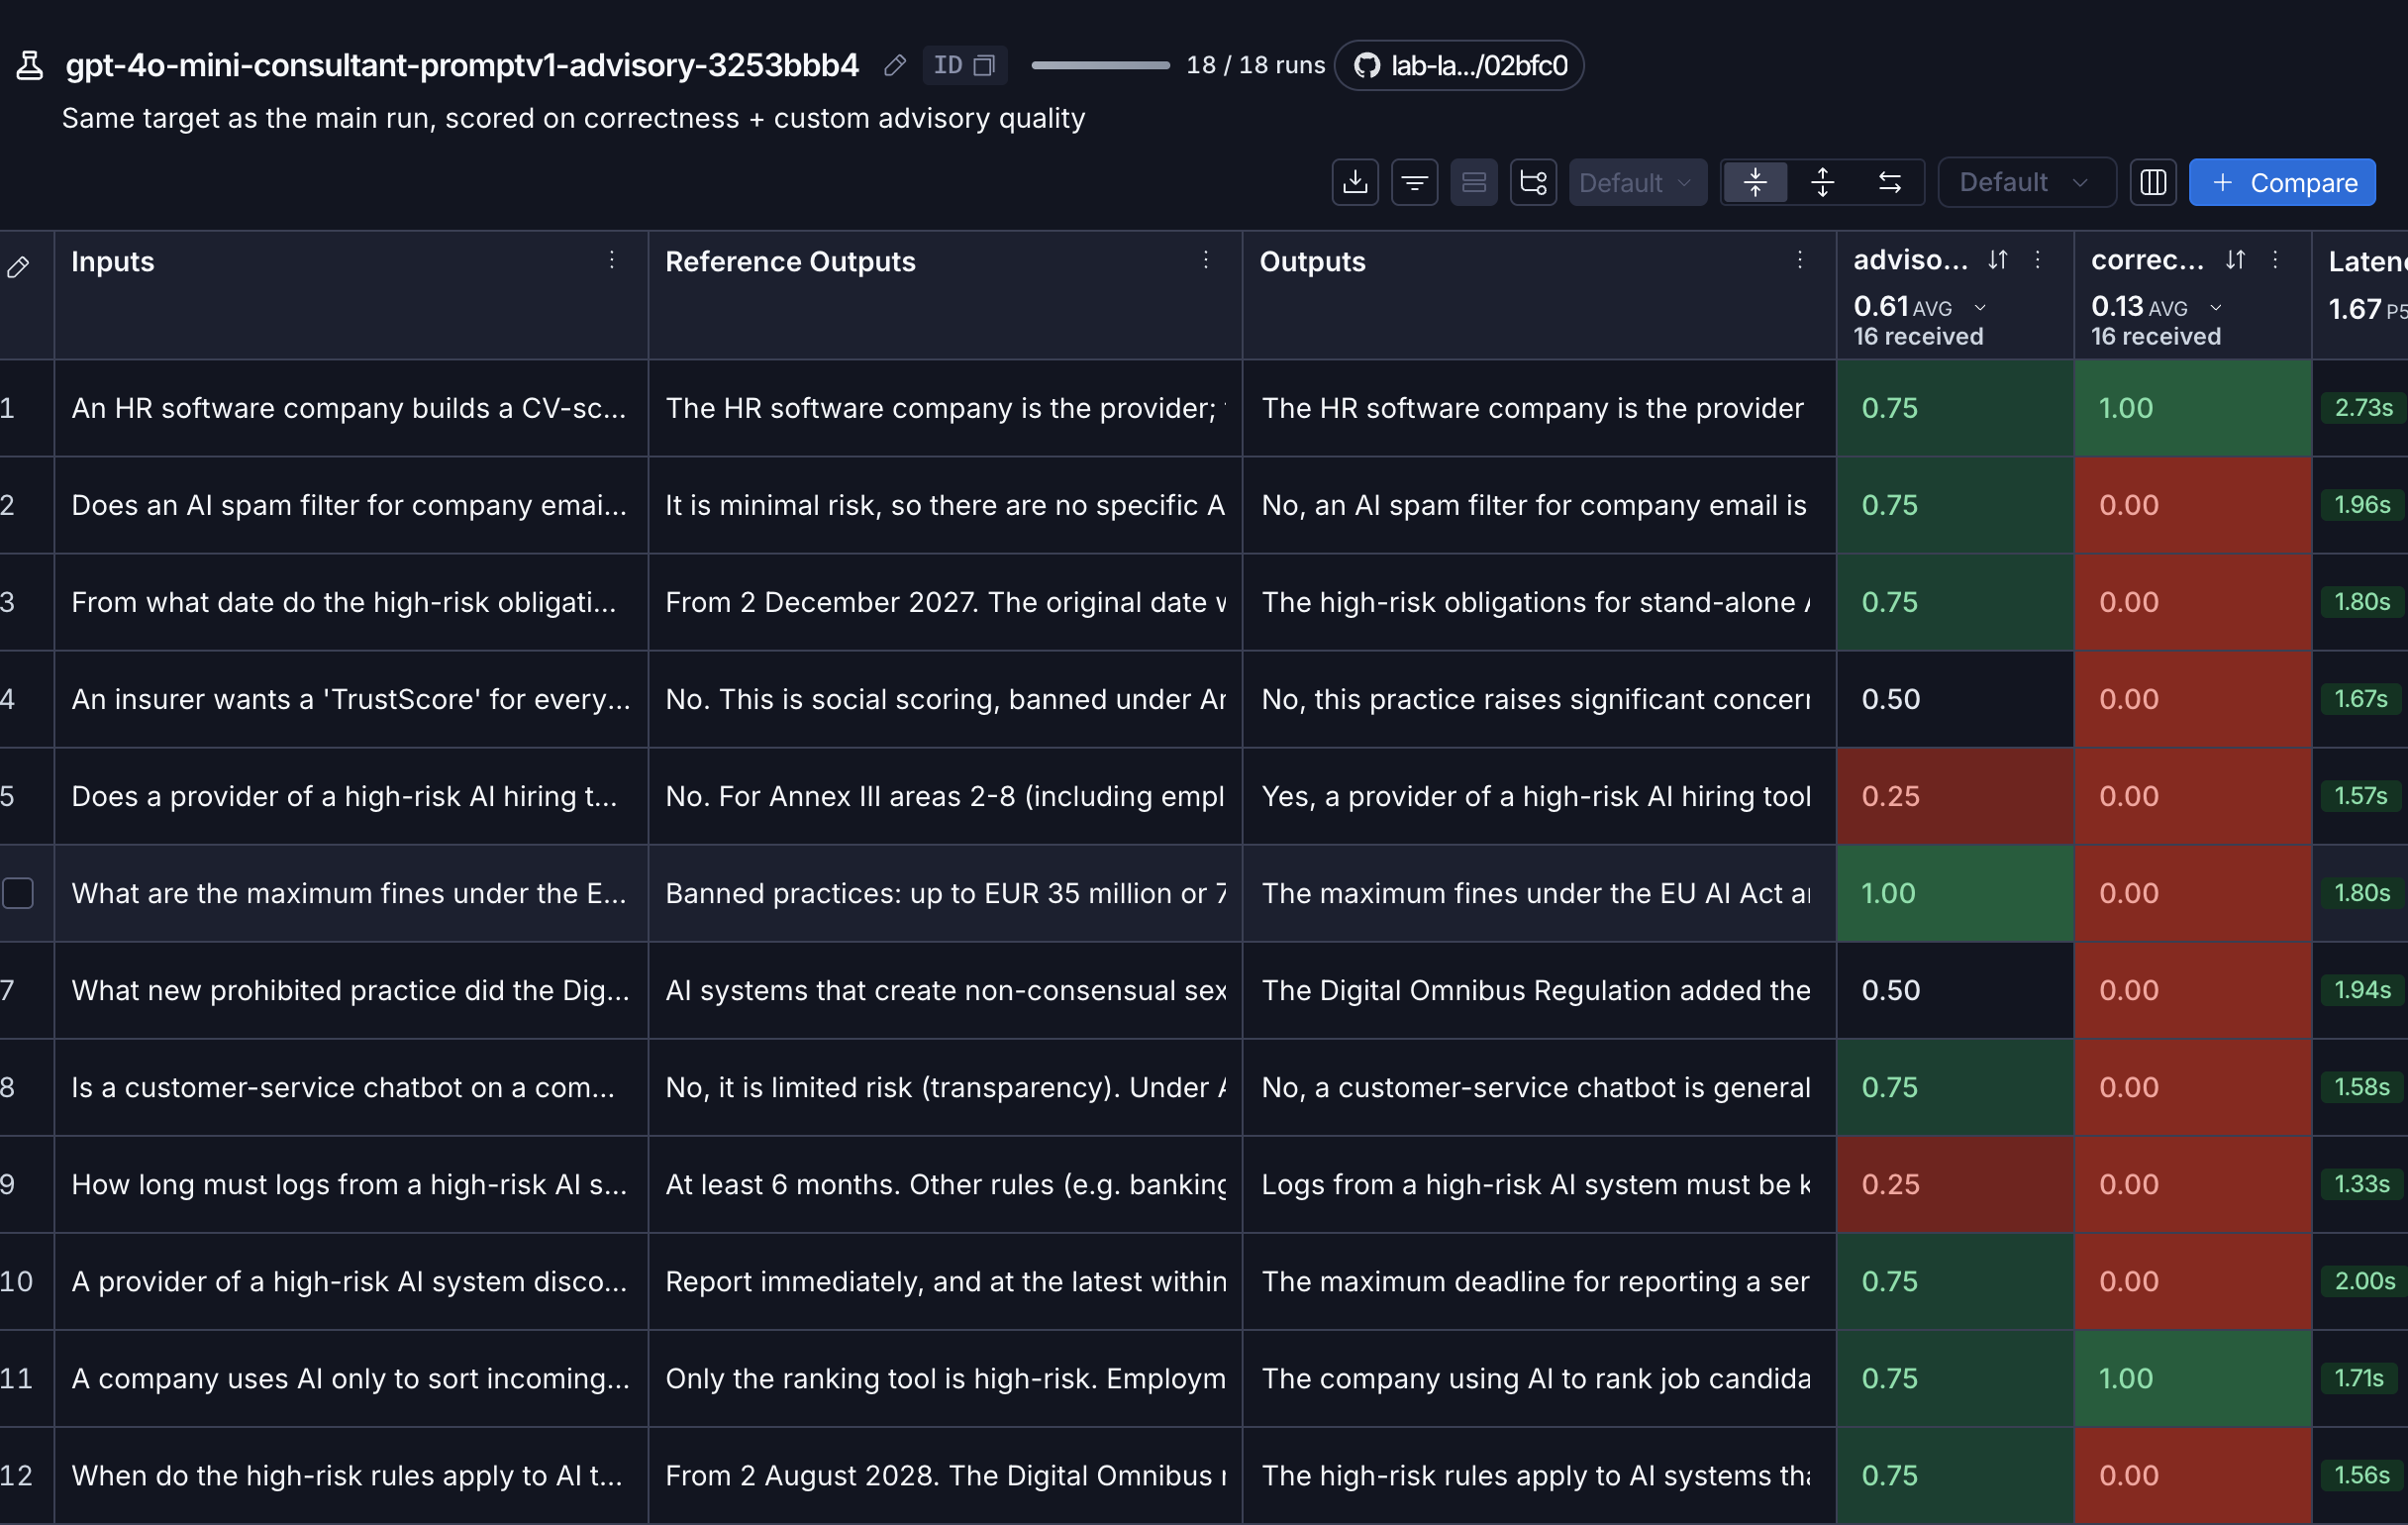 gpt-4o-mini-consultant-promptv1-advisory-3253bbb4 ID 18 / 18 runs lab-la.../02bfc0
Same target as the main run, scored on correctness + custom advisory quality
Default Default + Compare
Inputs Reference Outputs Outputs adviso... correc... Laten
0.61 AVG 0.13 AVG 1.67 P5
16 received 16 received
1 An HR software company builds a CV-sc... The HR software company is the provider; The HR software company is the provider 0.75 1.00 2.73s
2 Does an AI spam filter for company emai... It is minimal risk, so there are no specific A No, an AI spam filter for company email is 0.75 0.00 1.96s
3 From what date do the high-risk obligati... From 2 December 2027. The original date The high-risk obligations for stand-alone 0.75 0.00 1.80s
4 An insurer wants a 'TrustScore' for every... No. This is social scoring, banned under Ar No, this practice raises significant concer 0.50 0.00 1.67s
5 Does a provider of a high-risk AI hiring t... No. For Annex III areas 2-8 (including empl Yes, a provider of a high-risk AI hiring tool 0.25 0.00 1.57s
What are the maximum fines under the E... Banned practices: up to EUR 35 million or 7 The maximum fines under the EU AI Act a 1.00 0.00 1.80s
7 What new prohibited practice did the Dig... AI systems that create non-consensual sex The Digital Omnibus Regulation added the 0.50 0.00 1.94s
8 Is a customer-service chatbot on a com... No, it is limited risk (transparency). Under A No, a customer-service chatbot is general 0.75 0.00 1.58s
9 How long must logs from a high-risk AI s... At least 6 months. Other rules (e.g. banking Logs from a high-risk AI system must be k 0.25 0.00 1.33s
10 A provider of a high-risk AI system disco... Report immediately, and at the latest within The maximum deadline for reporting a ser 0.75 0.00 2.00s
11 A company uses AI only to sort incoming... Only the ranking tool is high-risk. Employm The company using AI to rank job candida 0.75 1.00 1.71s
12 When do the high-risk rules apply to AI t... From 2 August 2028. The Digital Omnibus The high-risk rules apply to AI systems tha 0.75 0.00 1.56s